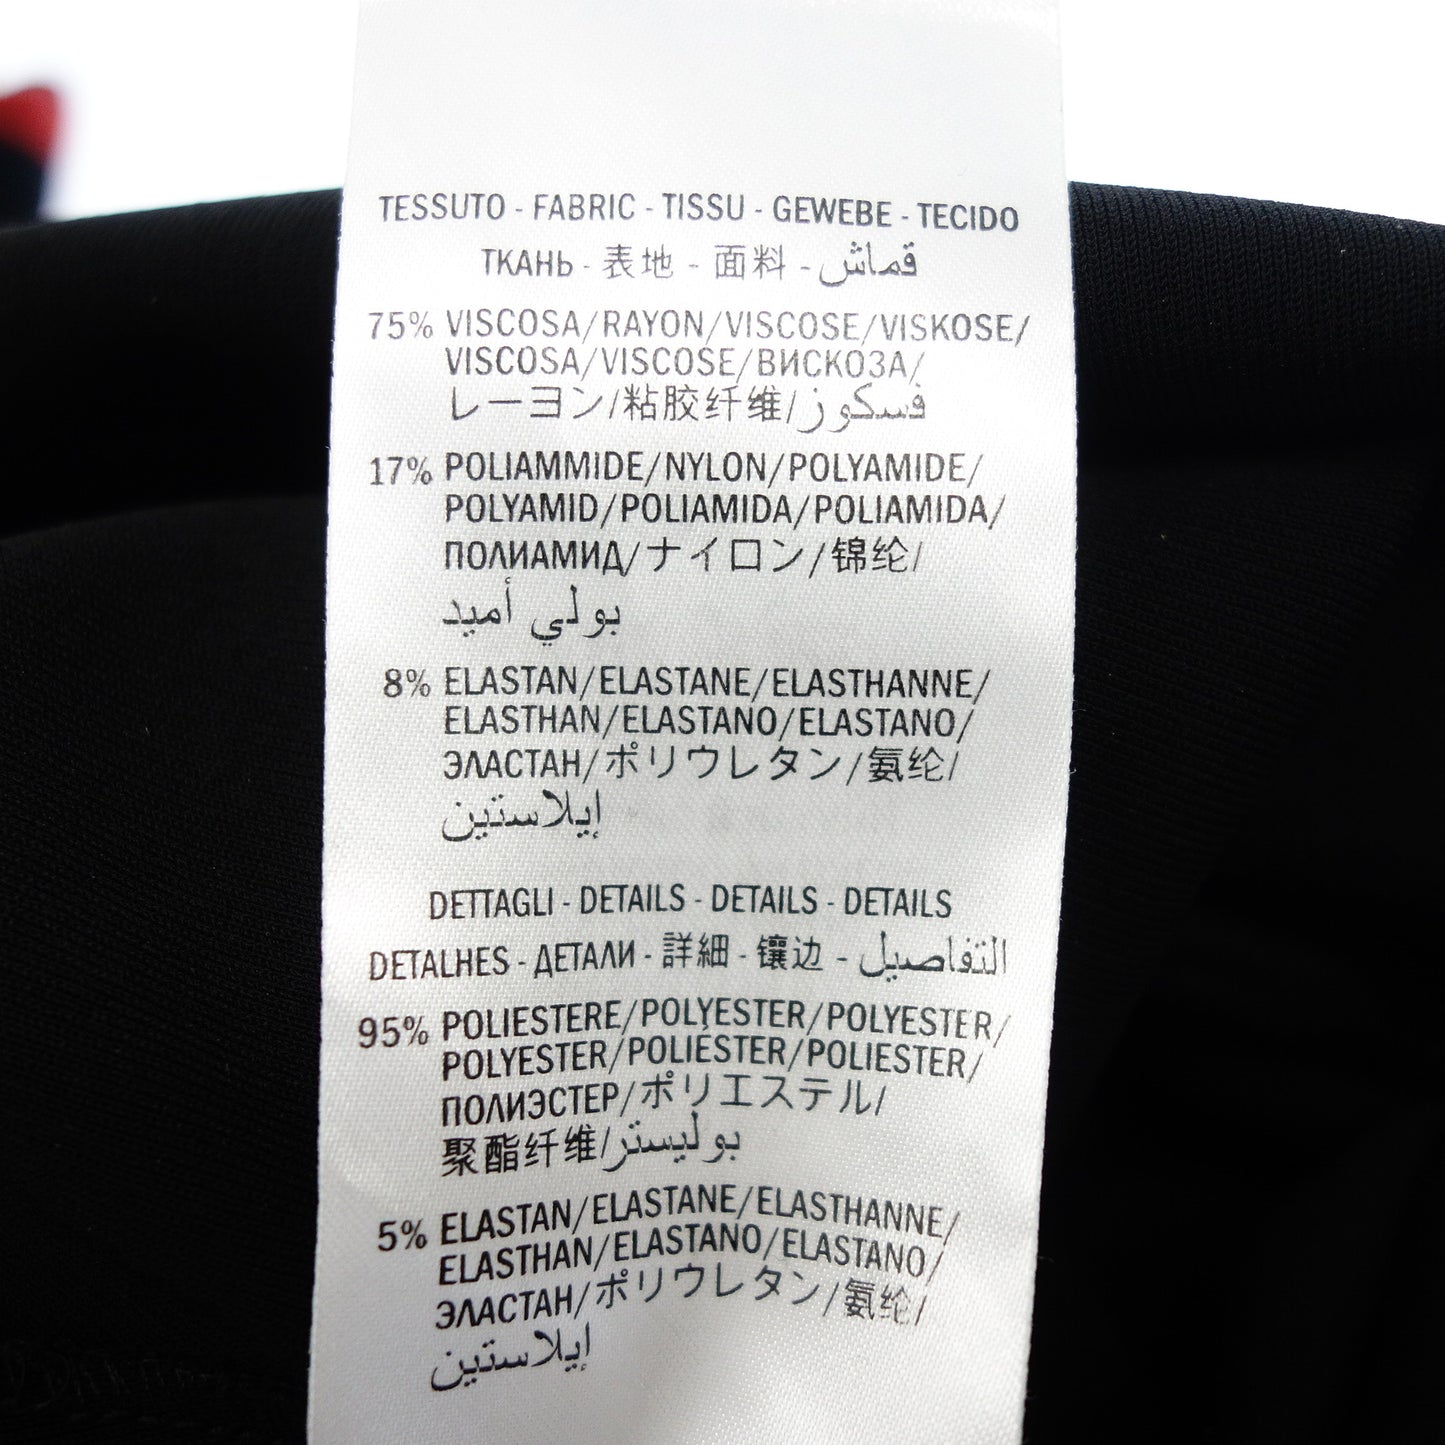 TESSUTO - FABRIC - TISSU - GEWEBE - TECIDO
ТКАНЬ - 表地 - 面料 - قماش
75% VISCOSA/RAYON/VISCOSE/VISKOSE/
VISCOSA/VISCOSE/ВИСКОЗА/
レーヨン/粘胶纤维/فسكوز
17% POLIAMMIDE/NYLON/POLYAMIDE/
POLYAMID/POLIAMIDA/POLIAMIDA/
ПОЛИАМИД/ナイロン/锦纶/
بولي أميد
8% ELASTAN/ELASTANE/ELASTHANNE/
ELASTHAN/ELASTANO/ELASTANO/
ЭЛАСТАН/ポリウレタン/氨纶/
إيلاستين
DETTAGLI - DETAILS - DETAILS - DETAILS
DETALHES - ДЕТАЛИ - 詳細 - 镶边 - التفاصيل
95% POLIESTERE/POLYESTER/POLYESTER/
POLYESTER/POLIÉSTER/POLIESTER/
ПОЛИЭСТЕР/ポリエステル/
聚酯纤维/بوليستر
5% ELASTAN/ELASTANE/ELASTHANNE/
ELASTHAN/ELASTANO/ELASTANO/
ЭЛАСТАН/ポリウレタン/氨纶/
إيلاستين